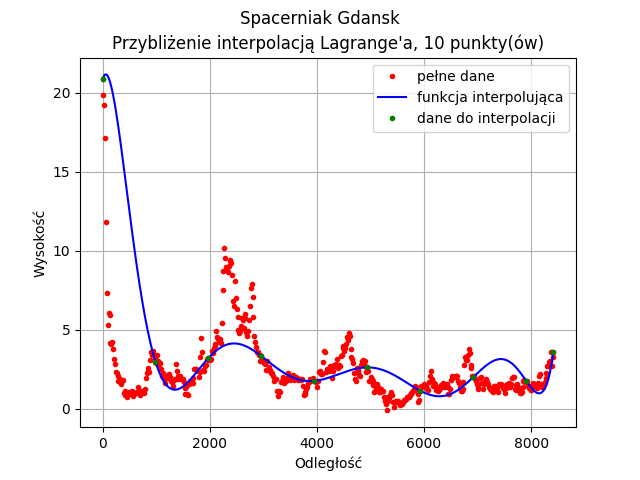 Spacerniak Gdansk
Przybliżenie interpolacją Lagrange'a, 10 punkty(ów)
pełne dane
funkcja interpolująca
dane do interpolacji
Wysokość
20
15
10
5
0
0 2000 4000 6000 8000
Odległość